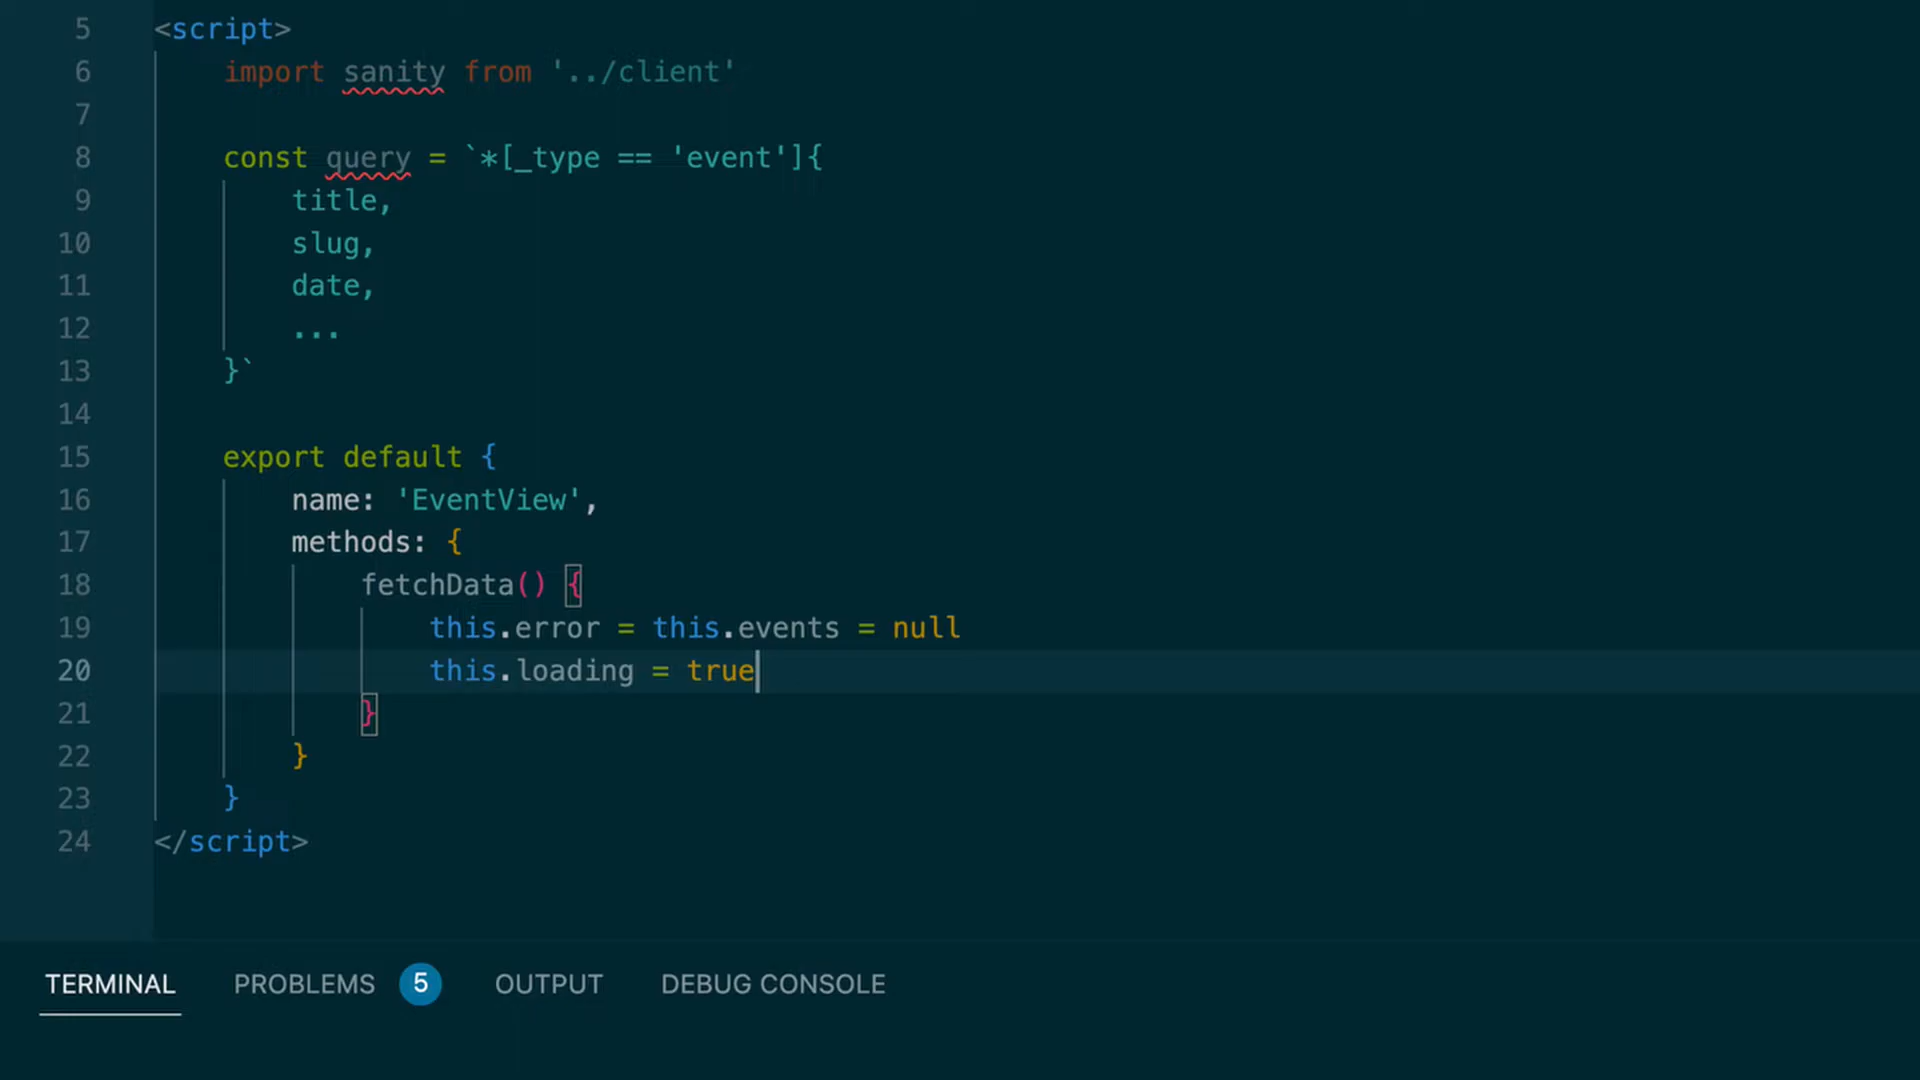 5 <script>
6 import sanity from '../client'
7
8 const query = `*[_type == 'event']{
9 title,
10 slug,
11 date,
12 ...
13 }`
14
15 export default {
16 name: 'EventView',
17 methods: {
18 fetchData() {
19 this.error = this.events = null
20 this.loading = true
21 }
22 }
23 }
24 </script>
TERMINAL PROBLEMS 5 OUTPUT DEBUG CONSOLE